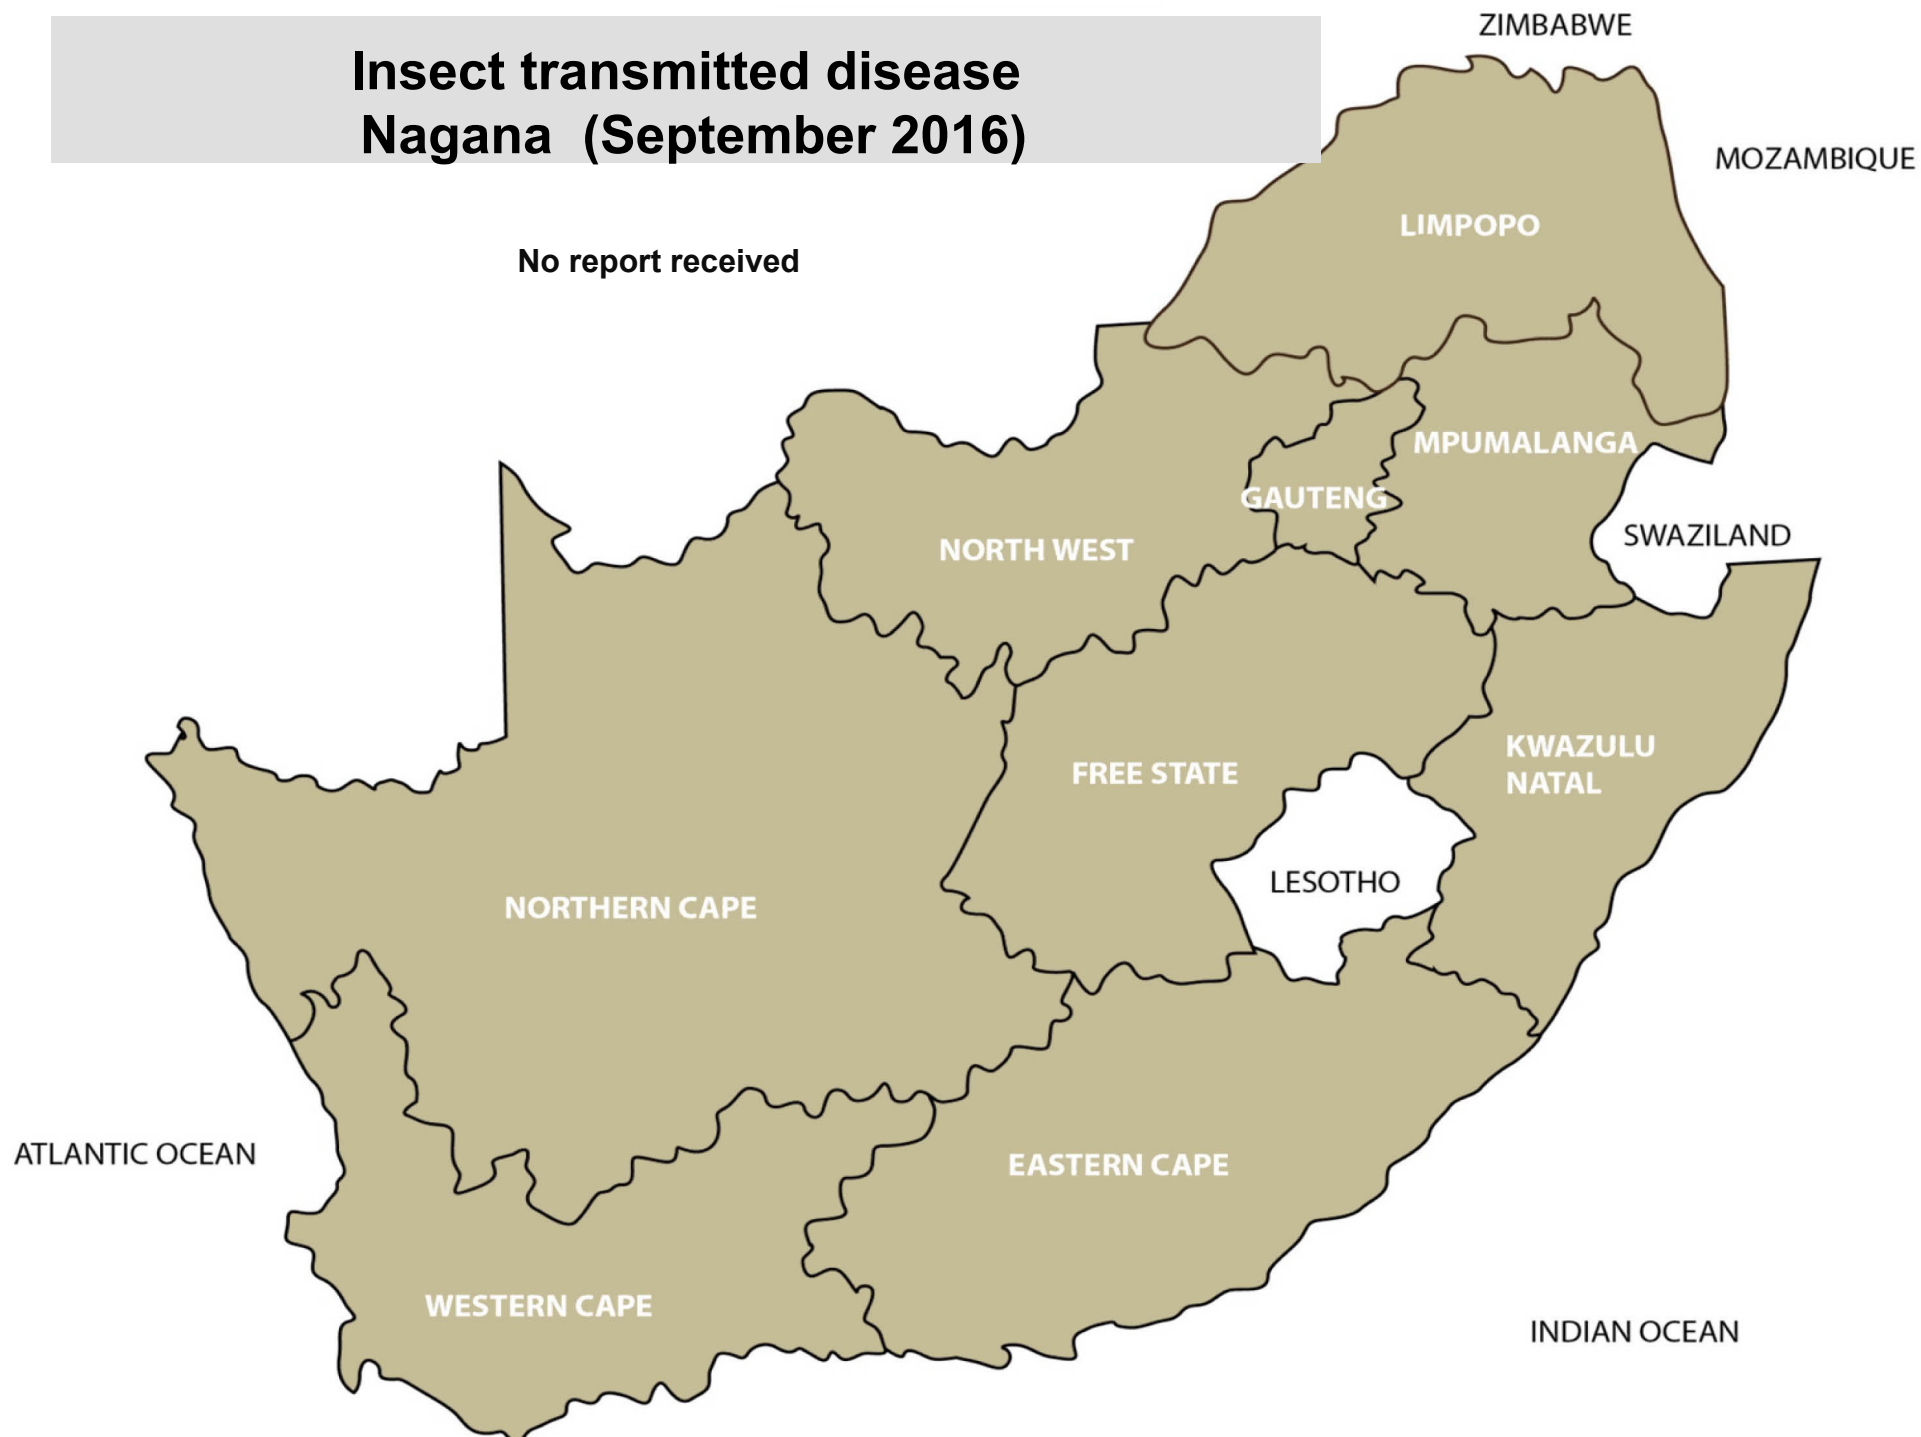 Insect transmitted disease
Nagana (September 2016)
ZIMBABWE
MOZAMBIQUE
No report received
LIMPOPO
MPUMALANGA
GAUTENG
SWAZILAND
NORTH WEST
KWAZULU
NATAL
FREE STATE
LESOTHO
NORTHERN CAPE
ATLANTIC OCEAN
EASTERN CAPE
WESTERN CAPE
INDIAN OCEAN